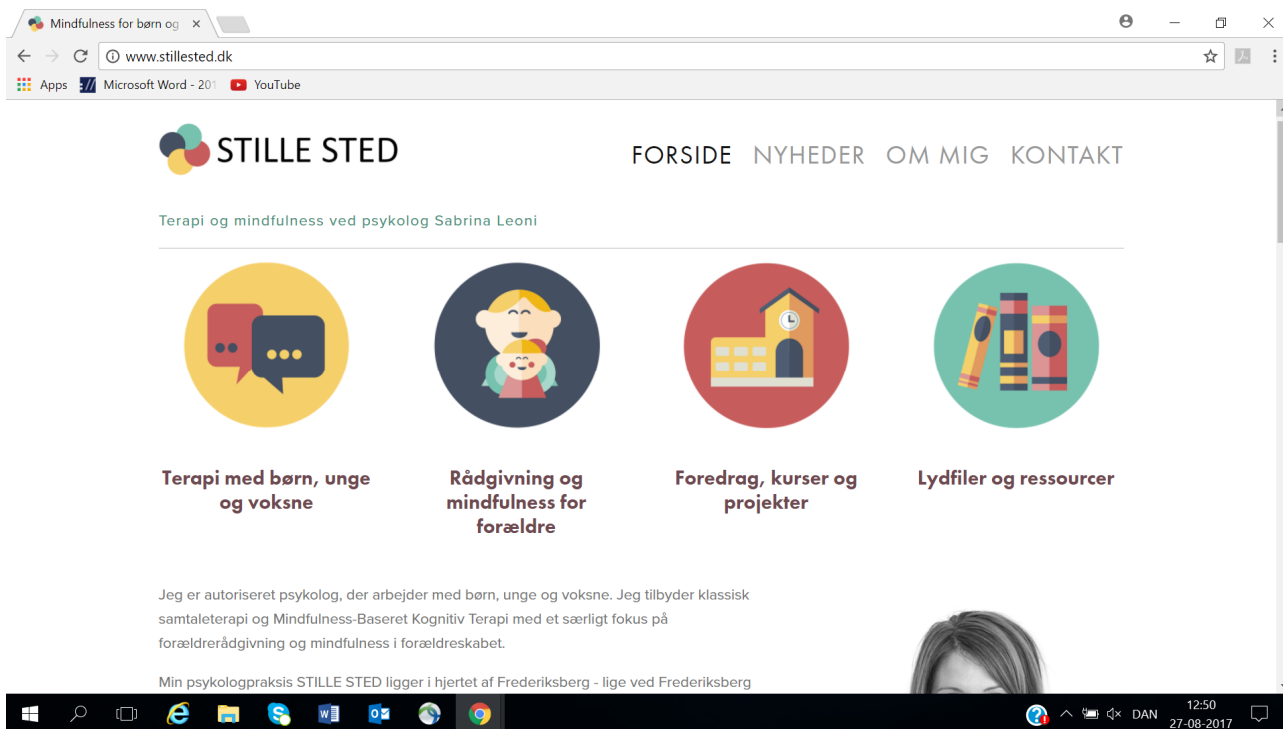 Mindfulness for børn og
www.stillested.dk
Apps
Microsoft Word - 201
YouTube
STILLE STED
FORSIDE NYHEDER OM MIG KONTAKT
Terapi og mindfulness ved psykolog Sabrina Leoni
Terapi med børn, unge
og voksne
Rådgivning og
mindfulness for
forældre
Foredrag, kurser og
projekter
Lydfiler og ressourcer
Jeg er autoriseret psykolog, der arbejder med børn, unge og voksne. Jeg tilbyder klassisk
samtaleterapi og Mindfulness-Baseret Kognitiv Terapi med et særligt fokus på
forældrerådgivning og mindfulness i forældreskabet.
Min psykologpraksis STILLE STED ligger i hjertet af Frederiksberg - lige ved Frederiksberg
DAN
12:50
27-08-2017